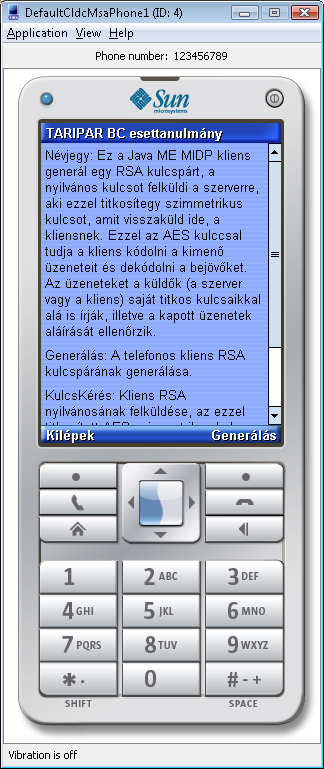 DefaultCldcMsaPhone1 (ID: 4)
Application View Help
Phone number: 123456789
Sun
microsystems
TARIPAR BC esettanulmány
Névjegy: Ez a Java ME MIDP kliens
generál egy RSA kulcspárt, a
nyilvános kulcsot felküldi a szerverre,
aki ezzel titkosítegy szimmetrikus
kulcsot, amit visszaküld ide, a
kliensnek. Ezzel az AES kulccsal
tudja a kliens kódolni a kimenő
üzeneteit és dekódolni a bejövőket.
Az üzeneteket a küldők (a szerver
vagy a kliens) saját titkos kulcsaikkal
alá is írják, illetve a kapott üzenetek
aláírását ellenőrzik.
Generálás: A telefonos kliens RSA
kulcspárának generálása.
KulcsKérés: Kliens RSA
nyilvánosának felküldése, az ezzel
Kilépek Generálás
1 2 ABC 3 DEF
4 GHI 5 JKL 6 MNO
7 PQRS 8 TUV 9 WXYZ
* . 0 # - +
SHIFT SPACE
Vibration is off